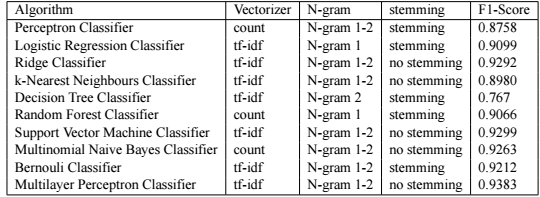 Algorithm Vectorizer N-gram stemming F1-Score
Perceptron Classifier count N-gram 1-2 stemming 0.8758
Logistic Regression Classifier tf-idf N-gram 1 stemming 0.9099
Ridge Classifier tf-idf N-gram 1-2 no stemming 0.9292
k-Nearest Neighbours Classifier tf-idf N-gram 1-2 no stemming 0.8980
Decision Tree Classifier tf-idf N-gram 2 stemming 0.767
Random Forest Classifier count N-gram 1 stemming 0.9066
Support Vector Machine Classifier tf-idf N-gram 1-2 no stemming 0.9299
Multinomial Naive Bayes Classifier count N-gram 1-2 no stemming 0.9263
Bernouli Classifier tf-idf N-gram 1-2 stemming 0.9212
Multilayer Perceptron Classifier tf-idf N-gram 1-2 no stemming 0.9383